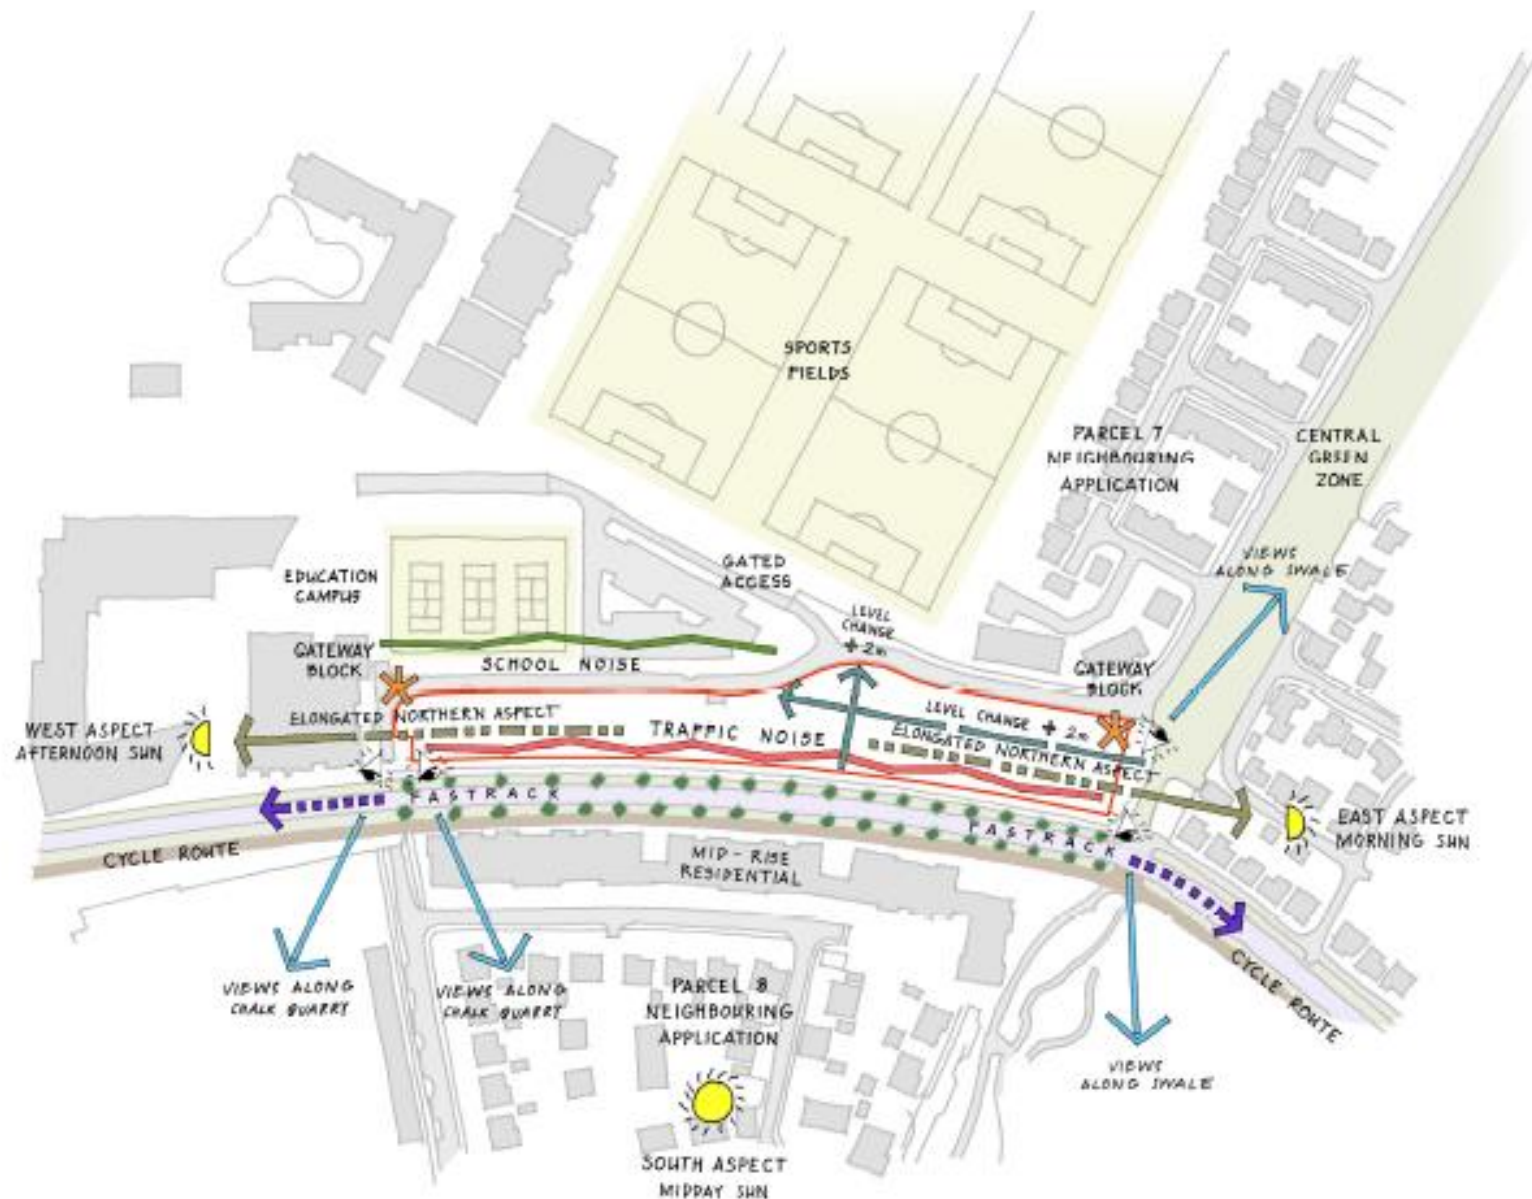 SPORTS
FIELDS
PARCEL 7
NEIGHBOURING
APPLICATION
CENTRAL
GREEN
ZONE
VIEWS
ALONG SWALE
EDUCATION
CAMPUS
GATED
ACCESS
LEVEL
CHANGE
+ 2m
GATEWAY
BLOCK
SCHOOL NOISE
GATEWAY
BLOCK
WEST ASPECT
AFTERNOON SUN
ELONGATED NORTHERN ASPECT
TRAFFIC NOISE
LEVEL CHANGE + 2m
ELONGATED NORTHERN ASPECT
FASTRACK
FASTRACK
EAST ASPECT
MORNING SUN
CYCLE ROUTE
MID-RISE
RESIDENTIAL
CYCLE ROUTE
VIEWS ALONG
CHALK QUARRY
VIEWS ALONG
CHALK QUARRY
PARCEL 8
NEIGHBOURING
APPLICATION
VIEWS
ALONG SWALE
SOUTH ASPECT
MIDDAY SUN